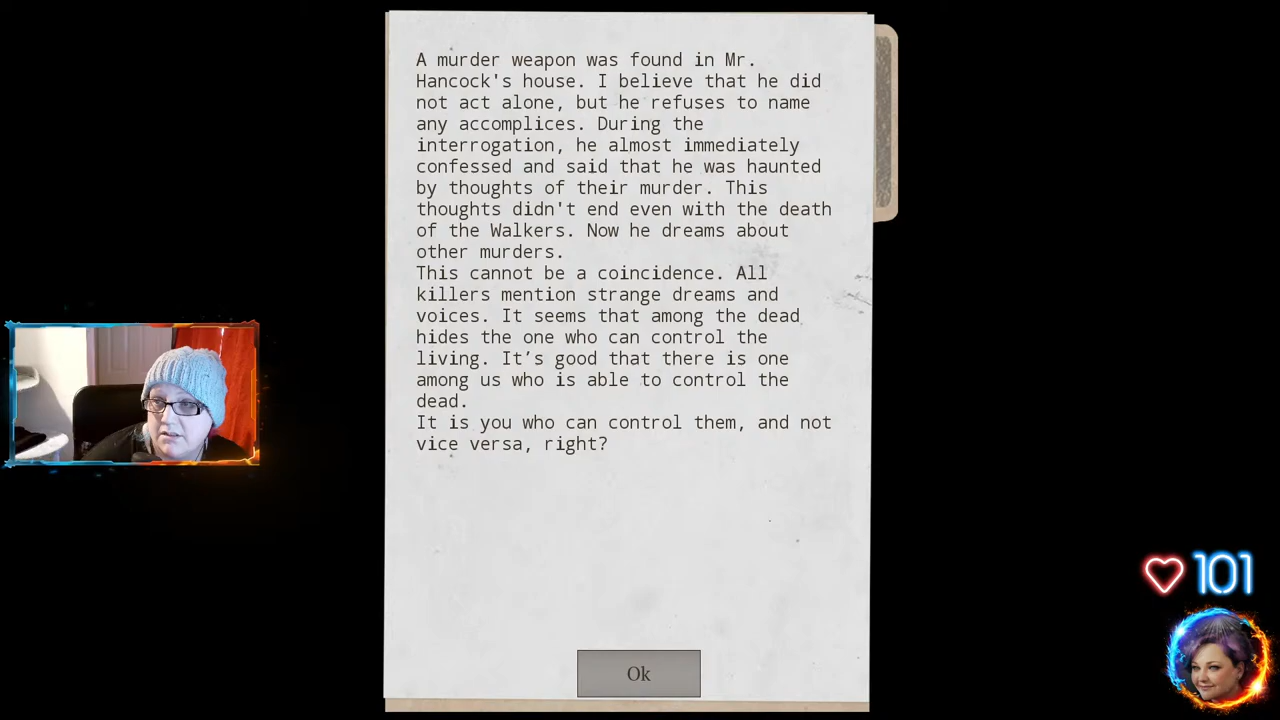 A murder weapon was found in Mr.
Hancock's house. I believe that he did
not act alone, but he refuses to name
any accomplices. During the
interrogation, he almost immediately
confessed and said that he was haunted
by thoughts of their murder. This
thoughts didn't end even with the death
of the Walkers. Now he dreams about
other murders.
This cannot be a coincidence. All
killers mention strange dreams and
voices. It seems that among the dead
hides the one who can control the
living. It’s good that there is one
among us who is able to control the
dead.
It is you who can control them, and not
vice versa, right?
Ok
101